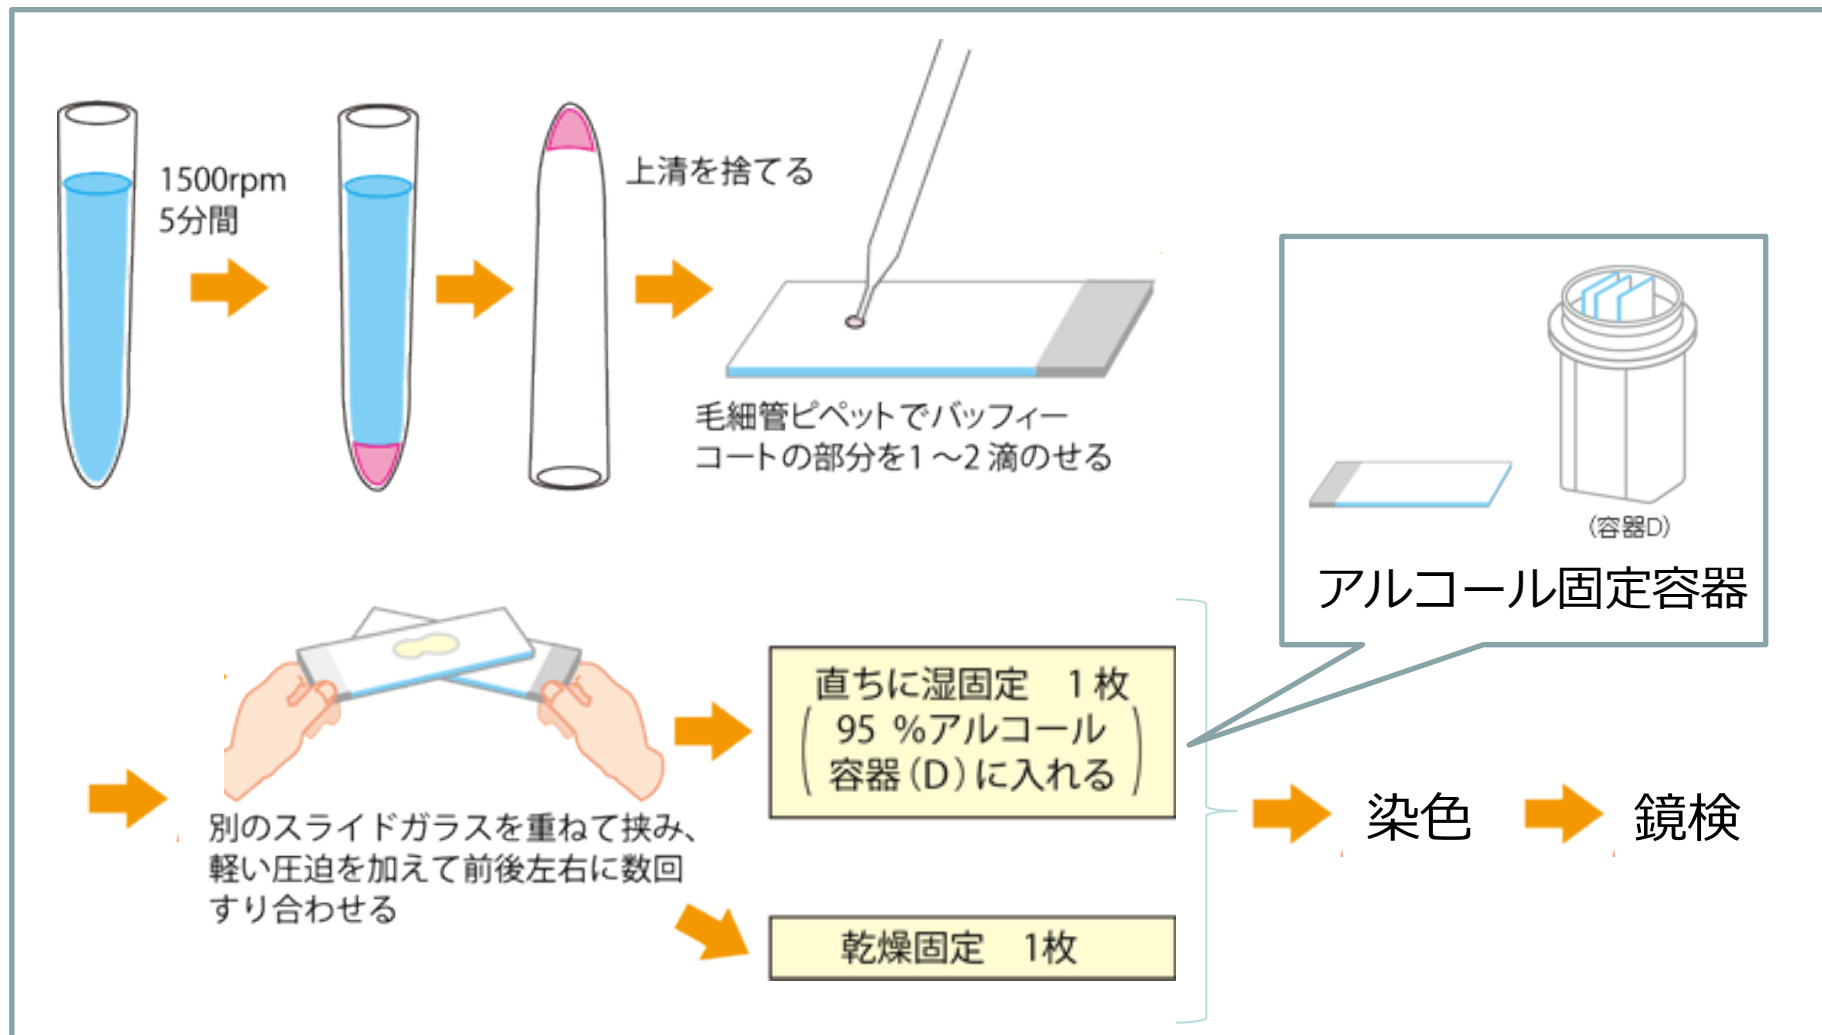 1500rpm
5分間
上清を捨てる
毛細管ピペットでバッフィー
コートの部分を1～2 滴のせる
(容器D)
アルコール固定容器
別のスライドガラスを重ねて挟み、
軽い圧迫を加えて前後左右に数回
すり合わせる
直ちに湿固定　1 枚
(95 %アルコール
容器(D)に入れる)
乾燥固定　1枚
染色
鏡検